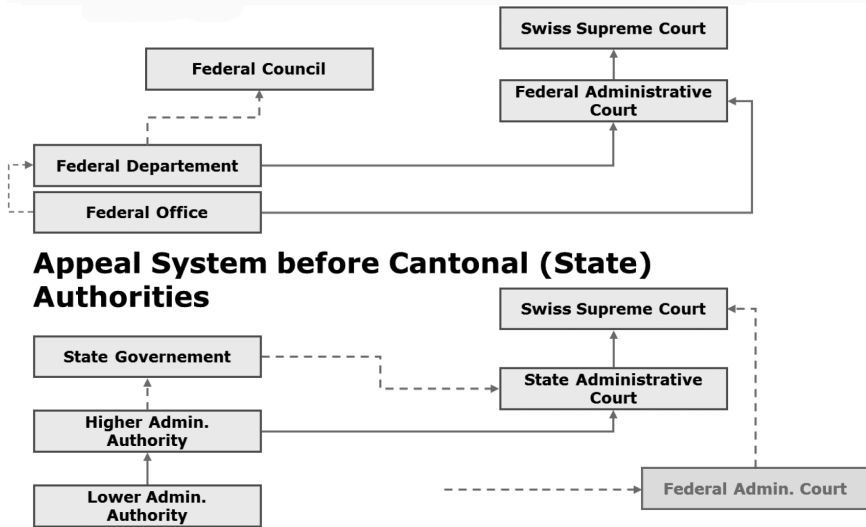 Swiss Supreme Court
Federal Council
Federal Administrative
Court
Federal Departement
Federal Office
Appeal System before Cantonal (State)
Authorities
Swiss Supreme Court
State Governement
State Administrative
Court
Higher Admin.
Authority
Federal Admin. Court
Lower Admin.
Authority